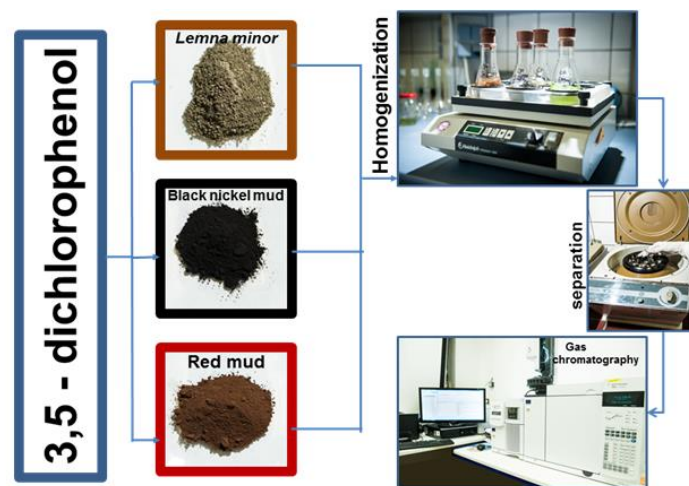 3,5 - dichlorophenol
Lemna minor
Black nickel mud
Red mud
Homogenization
separation
Gas
chromatography